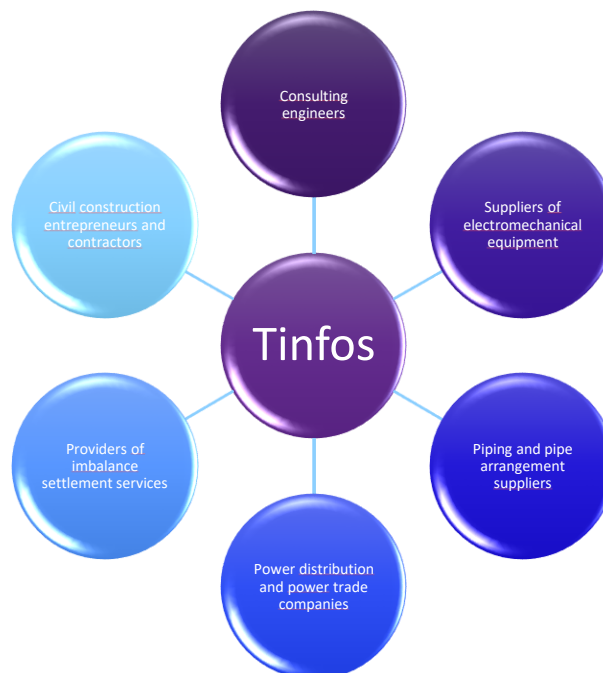 Consulting
engineers
Suppliers of
electromechanical
equipment
Piping and pipe
arrangement
suppliers
Power distribution
and power trade
companies
Providers of
imbalance
settlement services
Civil construction
entrepreneurs and
contractors
Tinfos